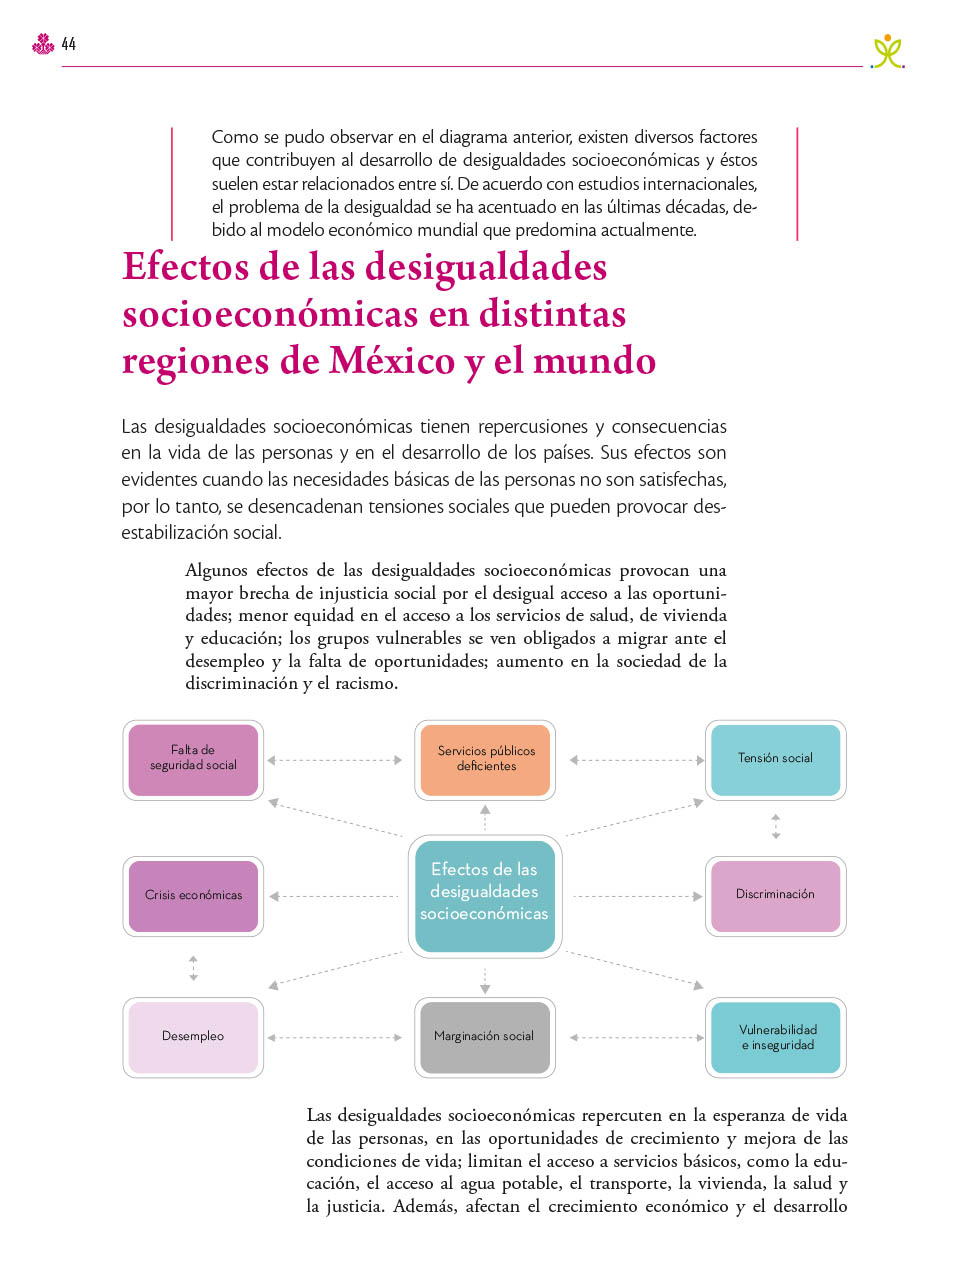 44
Como se pudo observar en el diagrama anterior, existen diversos factores
que contribuyen al desarrollo de desigualdades socioeconómicas y éstos
suelen estar relacionados entre sí. De acuerdo con estudios internacionales,
el problema de la desigualdad se ha acentuado en las últimas décadas, de-
bido al modelo económico mundial que predomina actualmente.
Efectos de las desigualdades
socioeconómicas en distintas
regiones de México y el mundo
Las desigualdades socioeconómicas tienen repercusiones y consecuencias
en la vida de las personas y en el desarrollo de los países. Sus efectos son
evidentes cuando las necesidades básicas de las personas no son satisfechas,
por lo tanto, se desencadenan tensiones sociales que pueden provocar des-
estabilización social.
Algunos efectos de las desigualdades socioeconómicas provocan una
mayor brecha de injusticia social por el desigual acceso a las oportuni-
dades; menor equidad en el acceso a los servicios de salud, de vivienda
y educación; los grupos vulnerables se ven obligados a migrar ante el
desempleo y la falta de oportunidades; aumento en la sociedad de la
discriminación y el racismo.
Falta de
seguridad social
Servicios públicos
deficientes
Tensión social
Crisis económicas
Efectos de las
desigualdades
socioeconómicas
Discriminación
Desempleo
Marginación social
Vulnerabilidad
e inseguridad
Las desigualdades socioeconómicas repercuten en la esperanza de vida
de las personas, en las oportunidades de crecimiento y mejora de las
condiciones de vida; limitan el acceso a servicios básicos, como la edu-
cación, el acceso al agua potable, el transporte, la vivienda, la salud y
la justicia. Además, afectan el crecimiento económico y el desarrollo